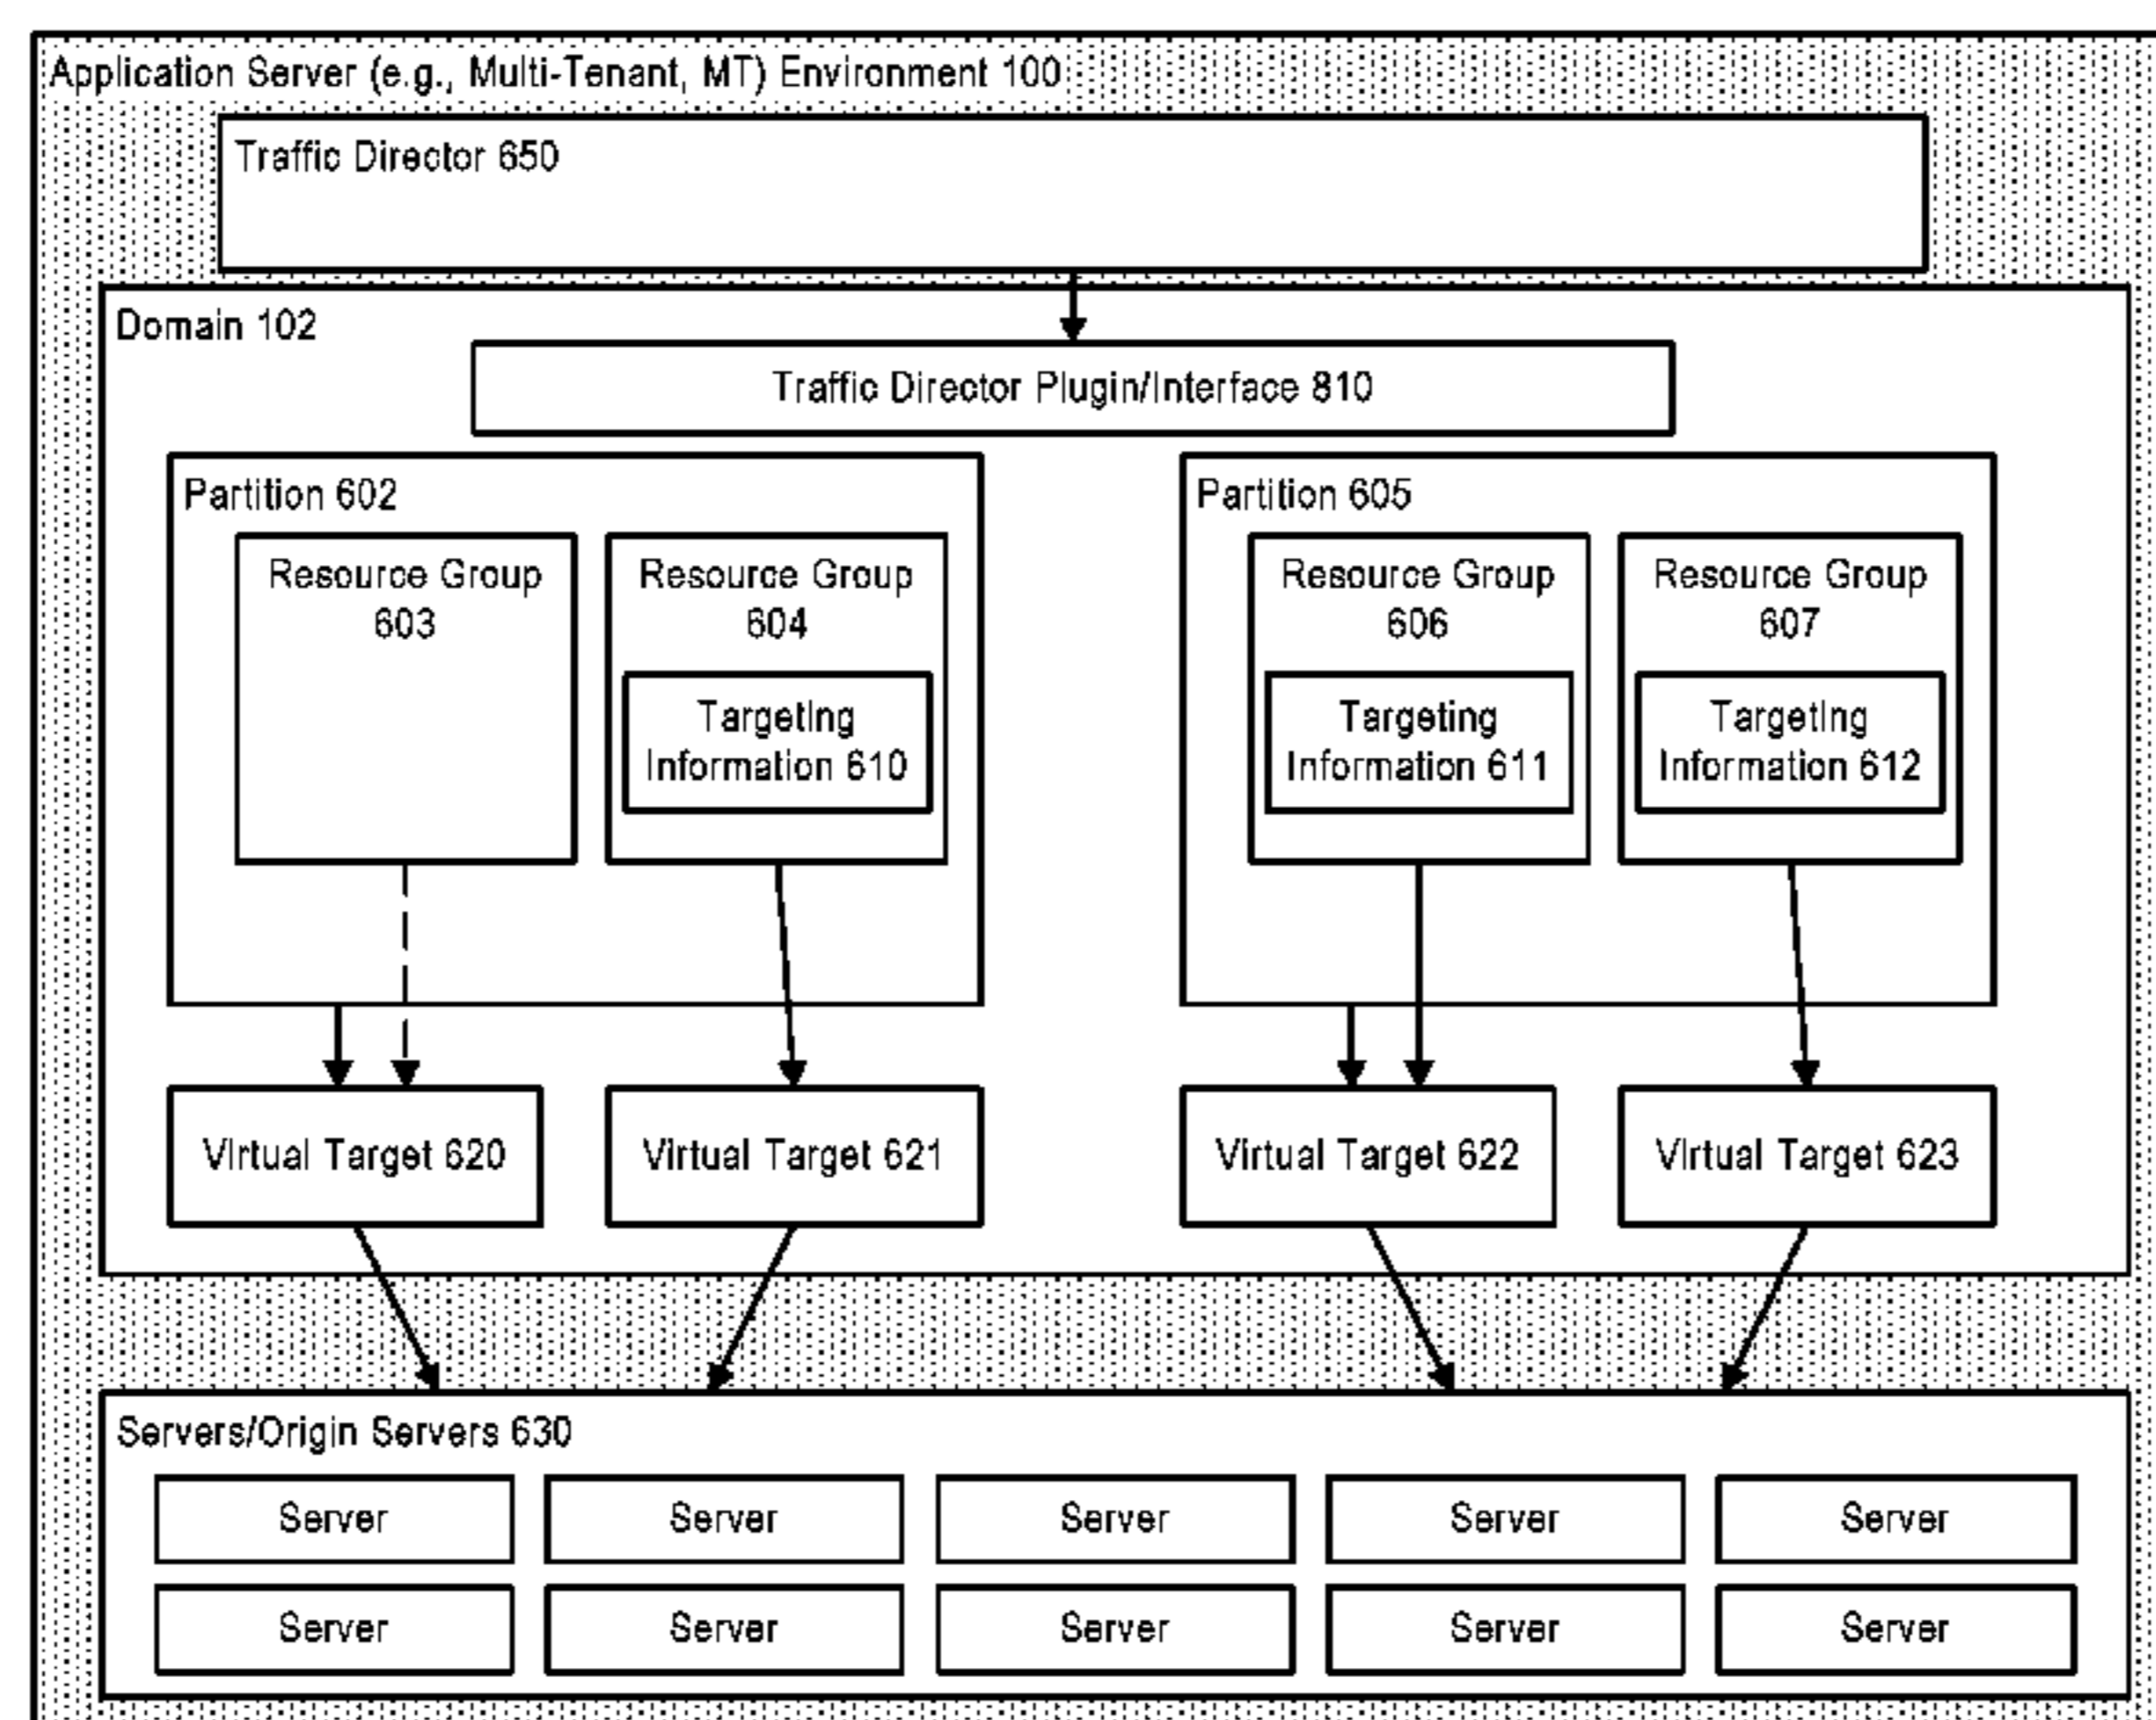 Application Server (e.g., Multi-Tenant, MT) Environment 100
Traffic Director 650
Domain 102
Traffic Director Plugin/Interface 810
Partition 602
Resource Group
603
Resource Group
604
Targeting
Information 610
Partition 605
Resource Group
606
Targeting
Information 611
Resource Group
607
Targeting
Information 612
Virtual Target 620
Virtual Target 621
Virtual Target 622
Virtual Target 623
Servers/Origin Servers 630
Server
Server
Server
Server
Server
Server
Server
Server
Server
Server